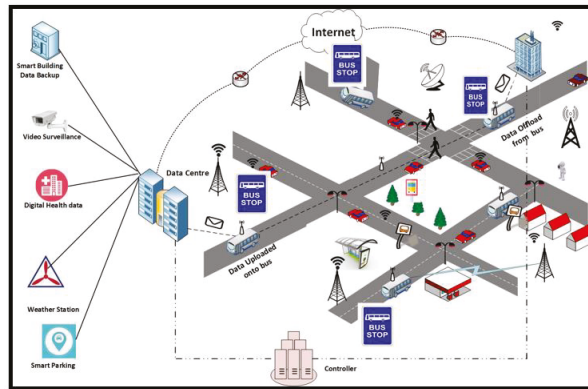 Internet
Smart Building
Data Backup
BUS
STOP
BUS
STOP
Data Offload
from bus
Video Surveillance
Data Centre
Digital Health data
BUS
STOP
Data Uploaded
onto bus
Weather Station
BUS
STOP
Smart Parking
Controller